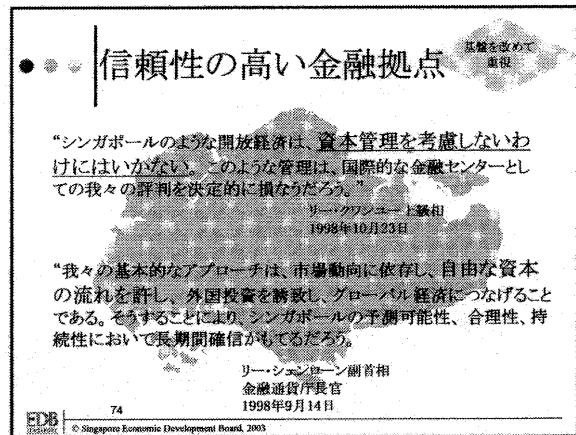 信頼性の高い金融拠点
基盤を改めて
重視
“シンガポールのような開放経済は、資本管理を考慮しないわ
けにはいかない。このような管理は、国際的な金融センターとし
ての我々の評判を決定的に損なうだろう。”
リー・クワンユー上級相
1998年10月23日
“我々の基本的なアプローチは、市場動向に依存し、自由な資本
の流れを許し、外国投資を誘致し、グローバル経済につなげること
である。そうすることにより、シンガポールの予測可能性、合理性、持
続性において長期間確信がもてるだろう。
リー・シェンローン副首相
金融通貨庁長官
1998年9月14日
74
EDB
© Singapore Economic Development Board, 2003